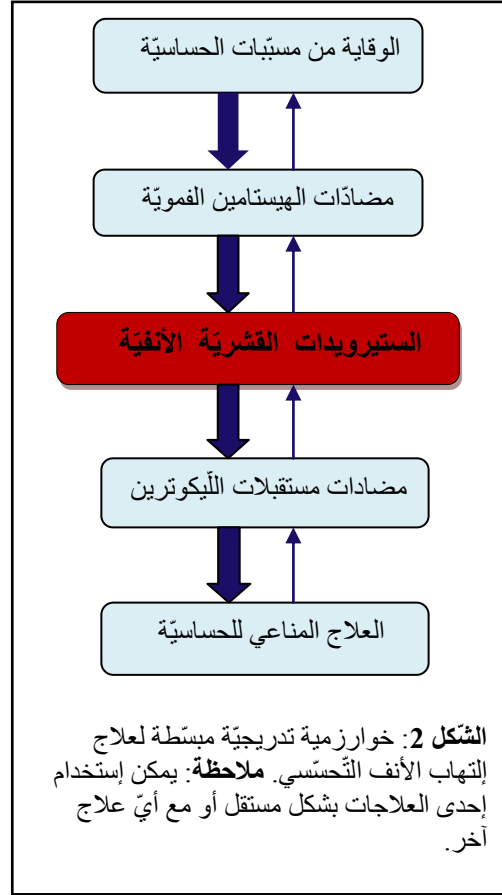 الوقاية من مسبّبات الحساسيّة
مضادّات الهيستامين الفمويّة
الستيرويدات القشريّة الأنفيّة
مضادات مستقبلات اللّيكوترين
العلاج المناعي للحساسيّة
الشّكل 2: خوارزمية تدريجيّة مبسّطة لعلاج
إلتهاب الأنف التّحسّسي. ملاحظة: يمكن إستخدام
إحدى العلاجات بشكل مستقل أو مع أيّ علاج
آخر.